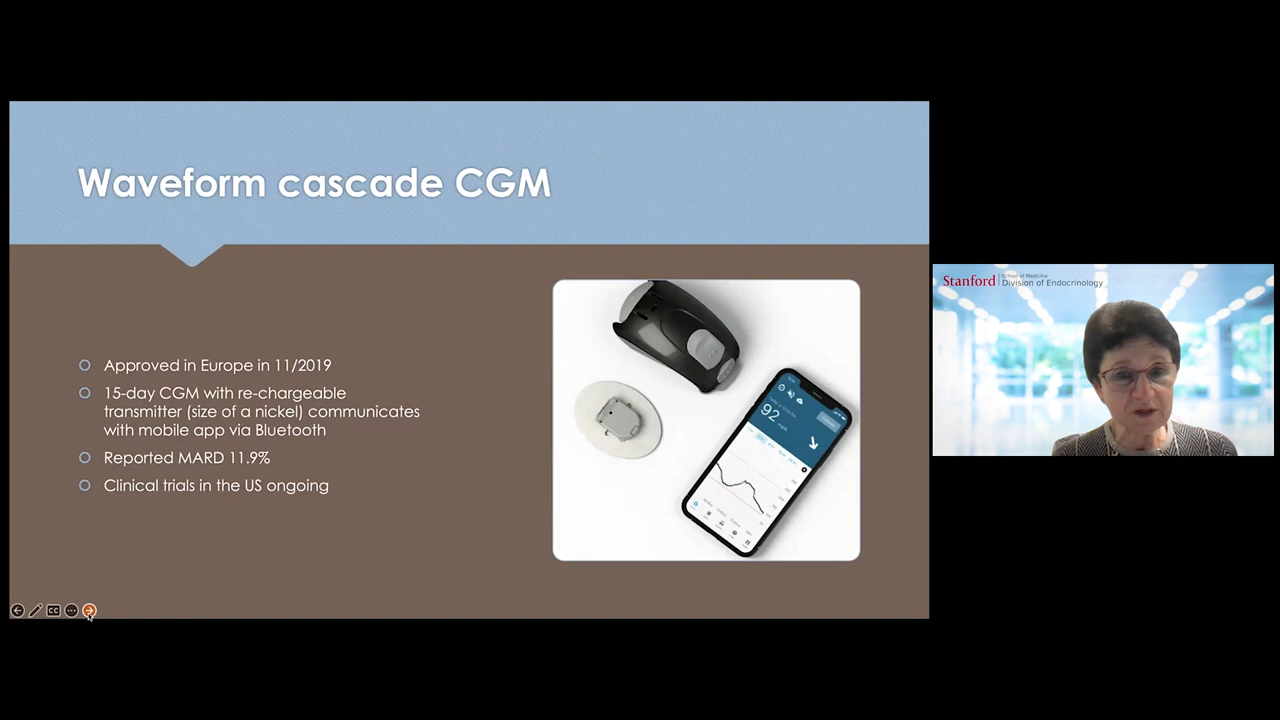 Waveform cascade CGM
Approved in Europe in 11/2019
15-day CGM with re-chargeable
transmitter (size of a nickel) communicates
with mobile app via Bluetooth
Reported MARD 11.9%
Clinical trials in the US ongoing
92
CC
Stanford
School of Medicine
Division of Endocrinology